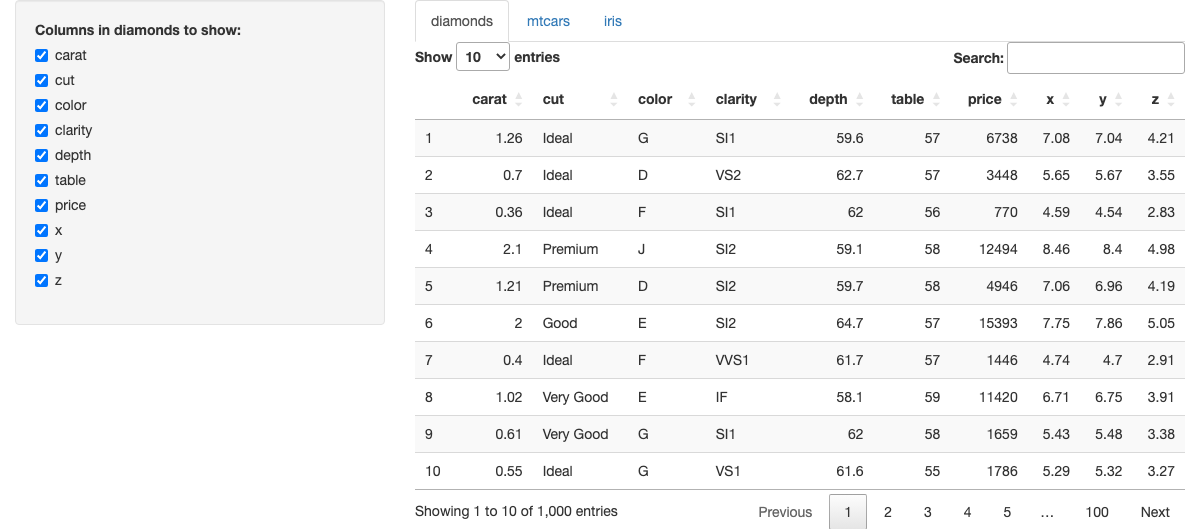 Columns in diamonds to show:
carat
cut
color
clarity
depth
table
price
x
y
z
diamonds mtcars iris
Show 10 entries Search:
carat cut color clarity depth table price x y z
1 1.26 Ideal G SI1 59.6 57 6738 7.08 7.04 4.21
2 0.7 Ideal D VS2 62.7 57 3448 5.65 5.67 3.55
3 0.36 Ideal F SI1 62 56 770 4.59 4.54 2.83
4 2.1 Premium J SI2 59.1 58 12494 8.46 8.4 4.98
5 1.21 Premium D SI2 59.7 58 4946 7.06 6.96 4.19
6 2 Good E SI2 64.7 57 15393 7.75 7.86 5.05
7 0.4 Ideal F VVS1 61.7 57 1446 4.74 4.7 2.91
8 1.02 Very Good E IF 58.1 59 11420 6.71 6.75 3.91
9 0.61 Very Good G SI1 62 58 1659 5.43 5.48 3.38
10 0.55 Ideal G VS1 61.6 55 1786 5.29 5.32 3.27
Showing 1 to 10 of 1,000 entries Previous 1 2 3 4 5 … 100 Next